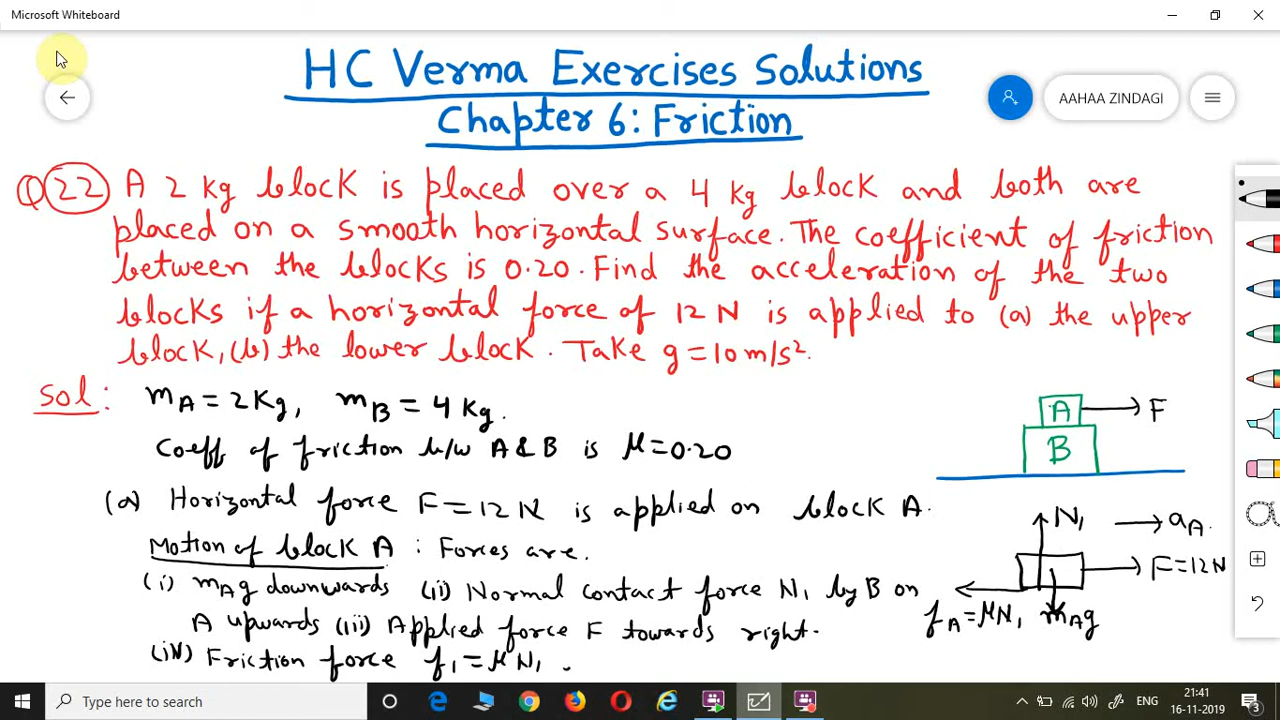 Microsoft Whiteboard
HC Verma Exercises Solutions
Chapter 6: Friction
AAHAA ZINDAGI
Q 22 A 2 kg block is placed over a 4 kg block and both are
placed on a smooth horizontal surface. The coefficient of friction
between the blocks is 0.20. Find the acceleration of the two
blocks if a horizontal force of 12 N is applied to (a) the upper
block, (b) the lower block. Take g = 10 m/s².
Sol: mA = 2 Kg, mB = 4 Kg.
Coeff of friction b/w A & B is μ = 0.20
A F
B
(a) Horizontal force F = 12 N is applied on block A.
Motion of block A : Forces are.
N₁ aA.
F = 12N
(i) mAg downwards (ii) Normal contact force N₁ by B on
A upwards (iii) Applied force F towards right.
fA = μN₁ mAg
(iv) Friction force f₁ = μN₁ .
Type here to search
ENG
21:41
16-11-2019
3